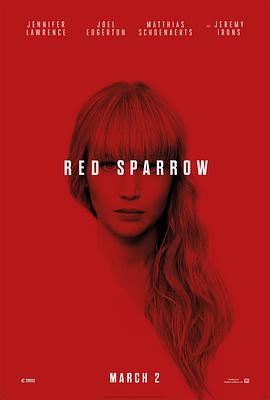 JENNIFER LAWRENCE
JOEL EDGERTON
MATTHIAS SCHOENAERTS
JEREMY IRONS
RED SPARROW
MARCH 2